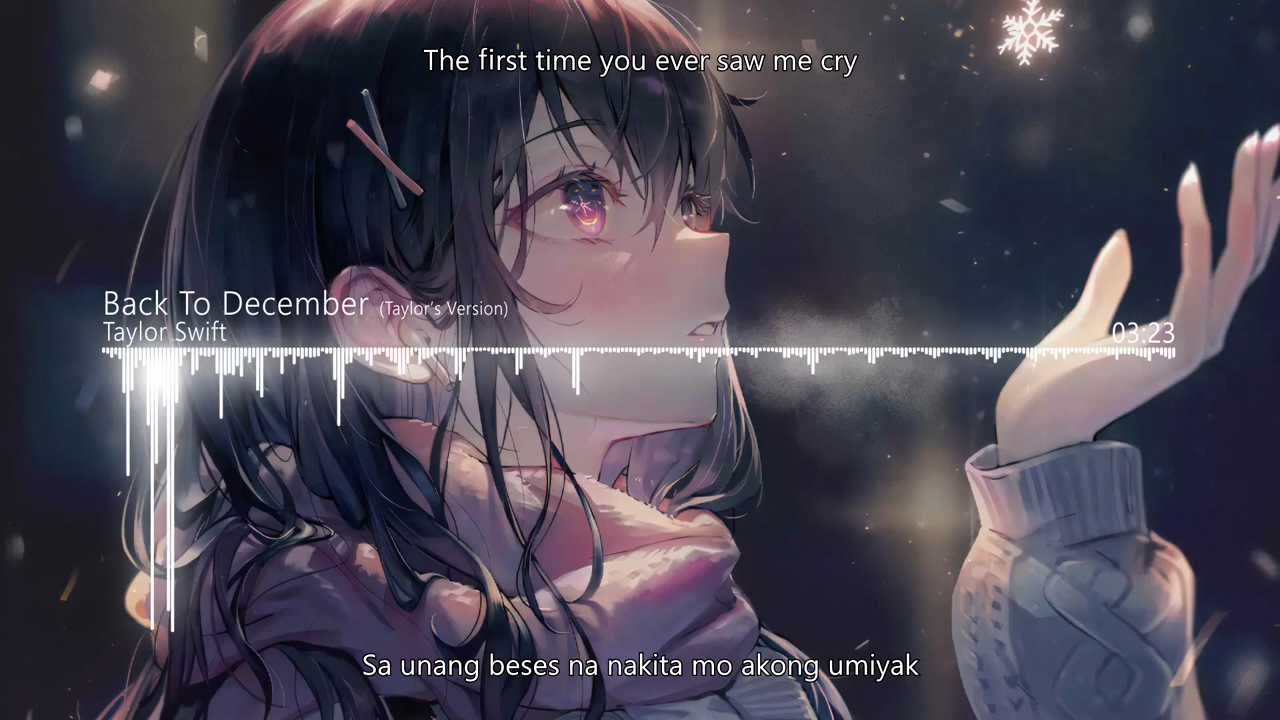 The first time you ever saw me cry
Back To December (Taylor's Version)
Taylor Swift
03:23
Sa unang beses na nakita mo akong umiyak